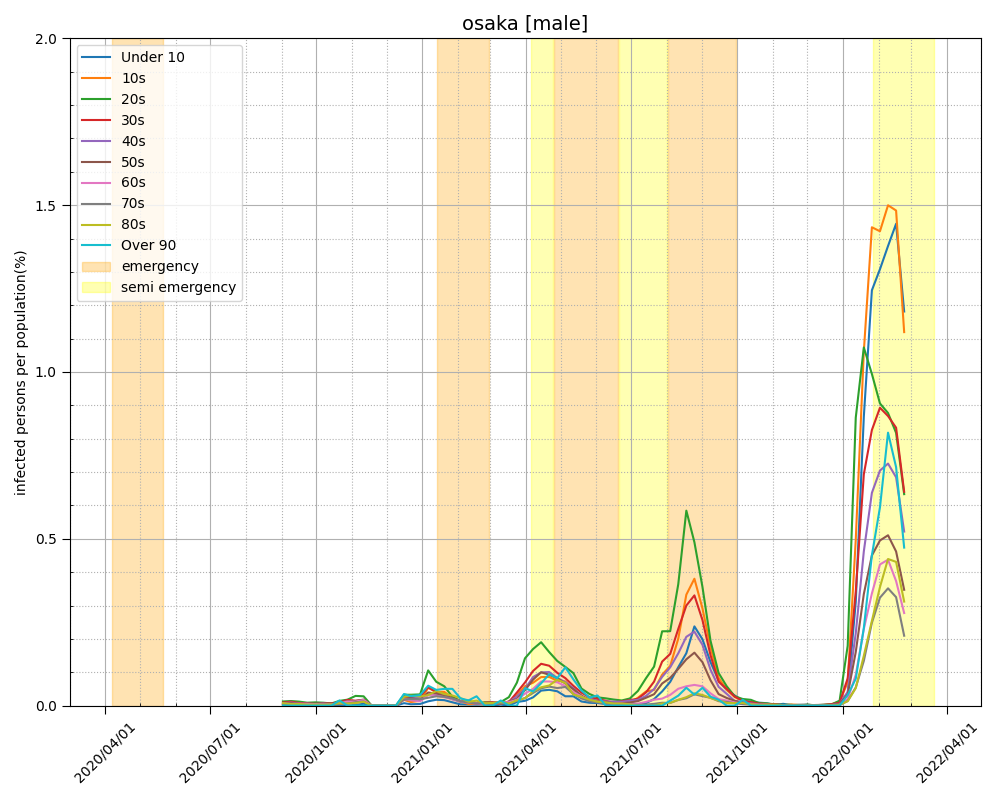 osaka [male]
infected persons per population(%)
2.0
1.5
1.0
0.5
0.0
Under 10
10s
20s
30s
40s
50s
60s
70s
80s
Over 90
emergency
semi emergency
2020/04/01
2020/07/01
2020/10/01
2021/01/01
2021/04/01
2021/07/01
2021/10/01
2022/01/01
2022/04/01